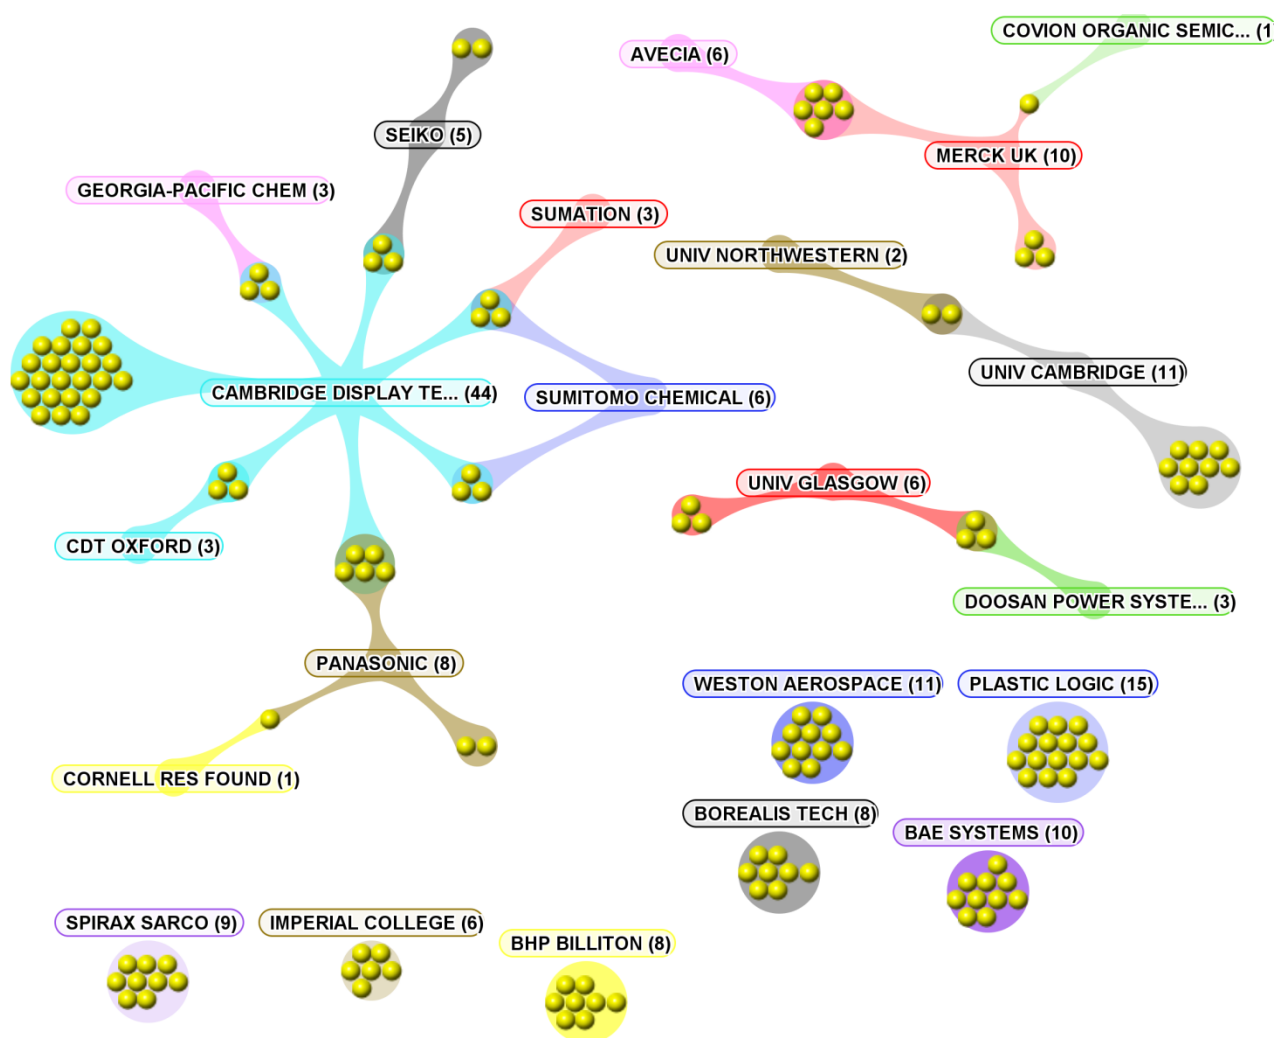 COVION ORGANIC SEMIC... (1
AVECIA (6)
SEIKO (5)
MERCK UK (10)
GEORGIA-PACIFIC CHEM (3)
SUMATION (3)
UNIV NORTHWESTERN (2)
UNIV CAMBRIDGE (11)
CAMBRIDGE DISPLAY TE... (44)
SUMITOMO CHEMICAL (6)
UNIV GLASGOW (6)
CDT OXFORD (3)
DOOSAN POWER SYSTE... (3)
PANASONIC (8)
WESTON AEROSPACE (11)
PLASTIC LOGIC (15)
CORNELL RES FOUND (1)
BOREALIS TECH (8)
BAE SYSTEMS (10)
SPIRAX SARCO (9)
IMPERIAL COLLEGE (6)
BHP BILLITON (8)